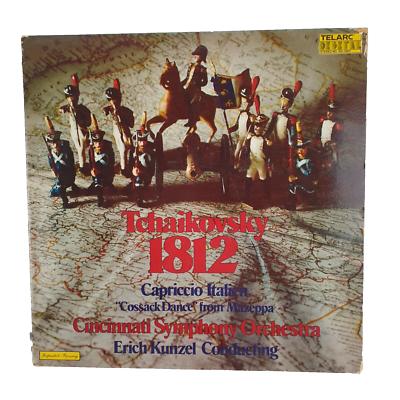 TELARC
DIGITAL
Tchaikovsky
1812
Capriccio Italien
"Cossack Dance" from Mazeppa
Cincinnati Symphony Orchestra
Erich Kunzel Conducting